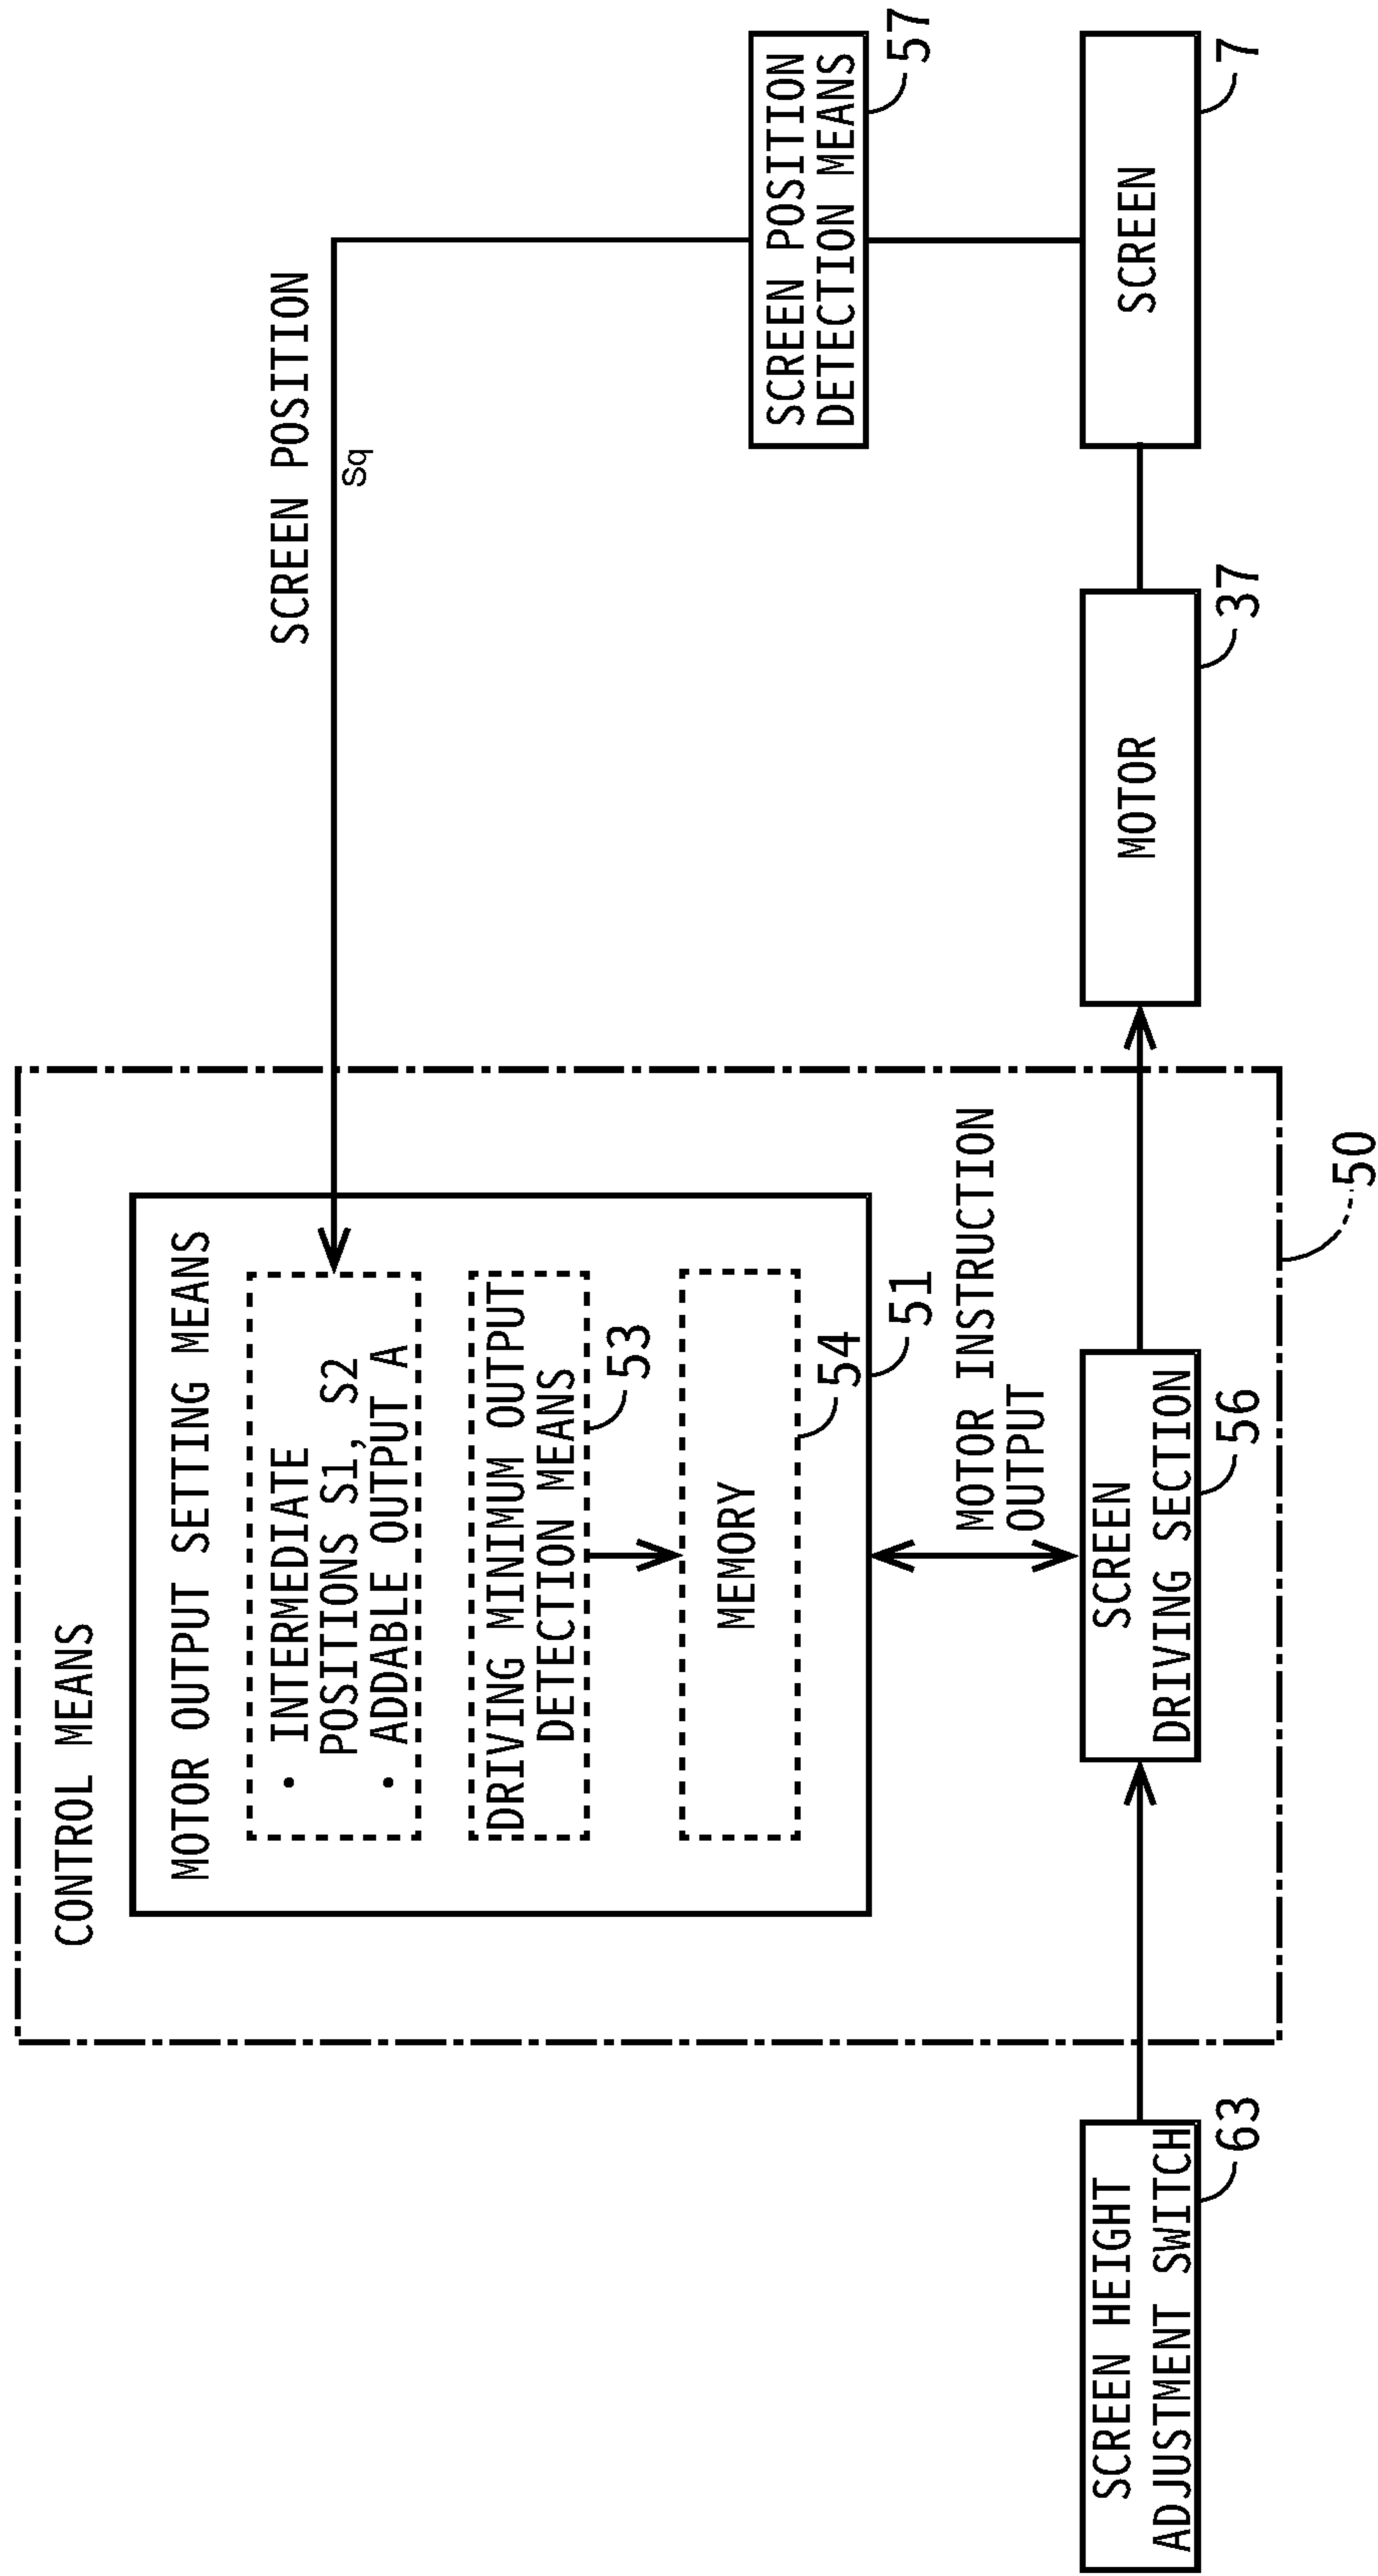 CONTROL MEANS
MOTOR OUTPUT SETTING MEANS
• INTERMEDIATE
POSITIONS S1, S2
• ADDABLE OUTPUT A
DRIVING MINIMUM OUTPUT
DETECTION MEANS
53
MEMORY
54
51
MOTOR INSTRUCTION
OUTPUT
SCREEN POSITION
Sq
SCREEN POSITION
DETECTION MEANS
57
SCREEN HEIGHT
ADJUSTMENT SWITCH
63
SCREEN
DRIVING SECTION
56
50
MOTOR
37
SCREEN
7